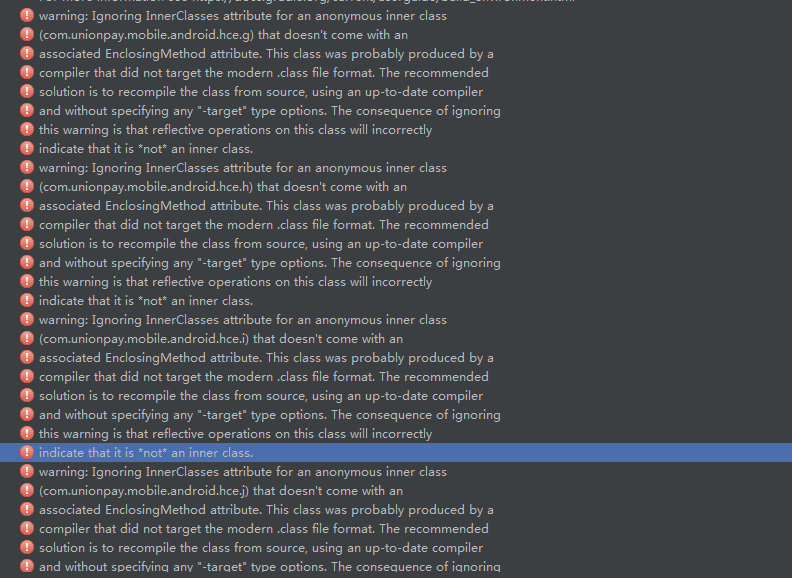 warning: Ignoring InnerClasses attribute for an anonymous inner class
(com.unionpay.mobile.android.hce.g) that doesn't come with an
associated EnclosingMethod attribute. This class was probably produced by a
compiler that did not target the modern .class file format. The recommended
solution is to recompile the class from source, using an up-to-date compiler
and without specifying any "-target" type options. The consequence of ignoring
this warning is that reflective operations on this class will incorrectly
indicate that it is *not* an inner class.
warning: Ignoring InnerClasses attribute for an anonymous inner class
(com.unionpay.mobile.android.hce.h) that doesn't come with an
associated EnclosingMethod attribute. This class was probably produced by a
compiler that did not target the modern .class file format. The recommended
solution is to recompile the class from source, using an up-to-date compiler
and without specifying any "-target" type options. The consequence of ignoring
this warning is that reflective operations on this class will incorrectly
indicate that it is *not* an inner class.
warning: Ignoring InnerClasses attribute for an anonymous inner class
(com.unionpay.mobile.android.hce.i) that doesn't come with an
associated EnclosingMethod attribute. This class was probably produced by a
compiler that did not target the modern .class file format. The recommended
solution is to recompile the class from source, using an up-to-date compiler
and without specifying any "-target" type options. The consequence of ignoring
this warning is that reflective operations on this class will incorrectly
indicate that it is *not* an inner class.
warning: Ignoring InnerClasses attribute for an anonymous inner class
(com.unionpay.mobile.android.hce.j) that doesn't come with an
associated EnclosingMethod attribute. This class was probably produced by a
compiler that did not target the modern .class file format. The recommended
solution is to recompile the class from source, using an up-to-date compiler
and without specifying any "-target" type options. The consequence of ignoring